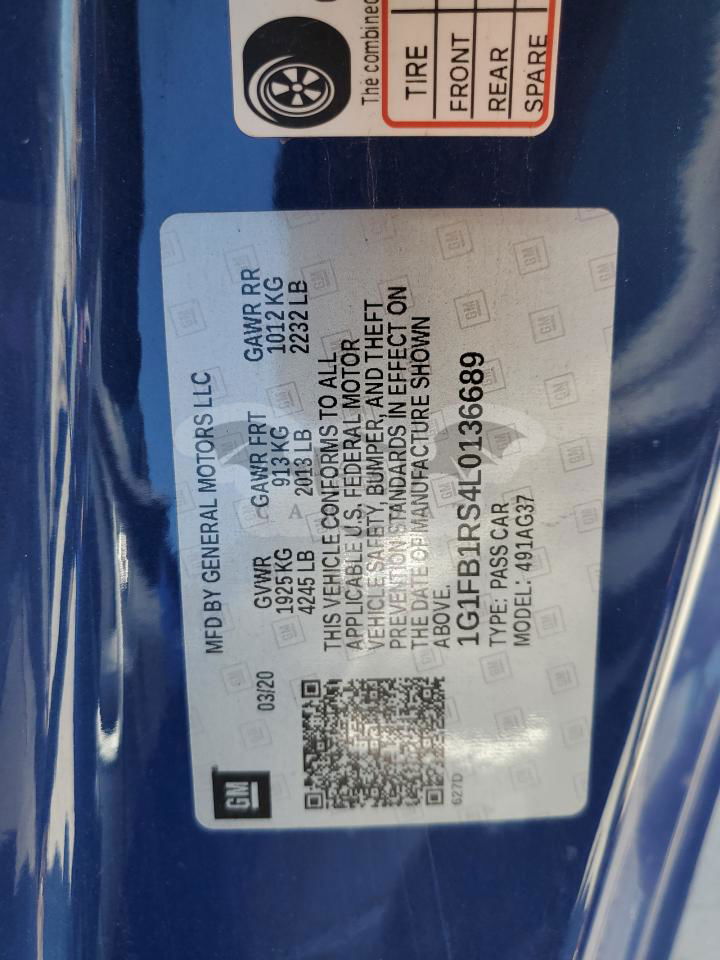 The combined
TIRE
FRONT
REAR
SPARE
MFD BY GENERAL MOTORS LLC
03/20
GVWR GAWR FRT GAWR RR
1925 KG 913 KG 1012 KG
4245 LB 2013 LB 2232 LB
THIS VEHICLE CONFORMS TO ALL
APPLICABLE U.S. FEDERAL MOTOR
VEHICLE SAFETY, BUMPER, AND THEFT
PREVENTION STANDARDS IN EFFECT ON
THE DATE OF MANUFACTURE SHOWN
ABOVE.
1G1FB1RS4L0136689
TYPE: PASS CAR
MODEL: 491AG37
GM
627D